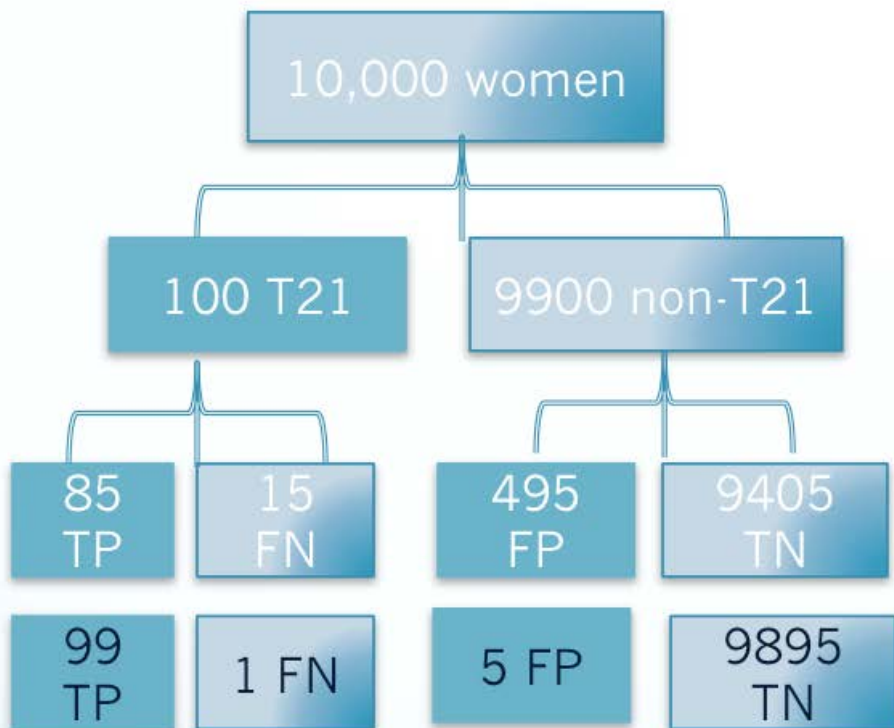 10,000 women
100 T21
9900 non-T21
85
TP
15
FN
495
FP
9405
TN
99
TP
1 FN
5 FP
9895
TN